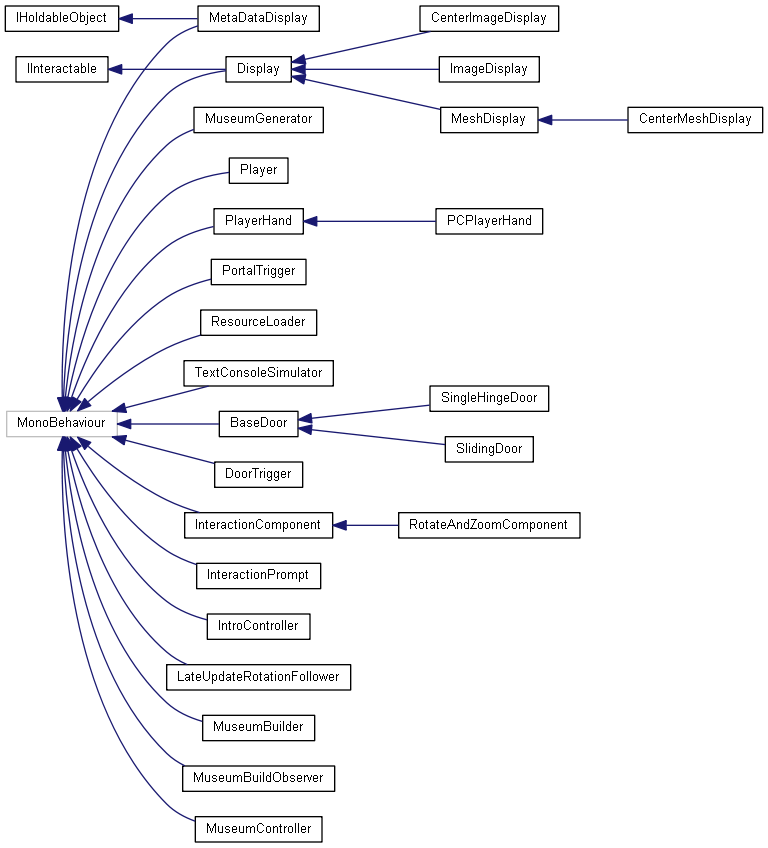 IHoldableObject
MetaDataDisplay
CenterImageDisplay
IInteractable
Display
ImageDisplay
MuseumGenerator
MeshDisplay
CenterMeshDisplay
Player
PlayerHand
PCPlayerHand
PortalTrigger
ResourceLoader
TextConsoleSimulator
MonoBehaviour
BaseDoor
SingleHingeDoor
SlidingDoor
DoorTrigger
InteractionComponent
RotateAndZoomComponent
InteractionPrompt
IntroController
LateUpdateRotationFollower
MuseumBuilder
MuseumBuildObserver
MuseumController